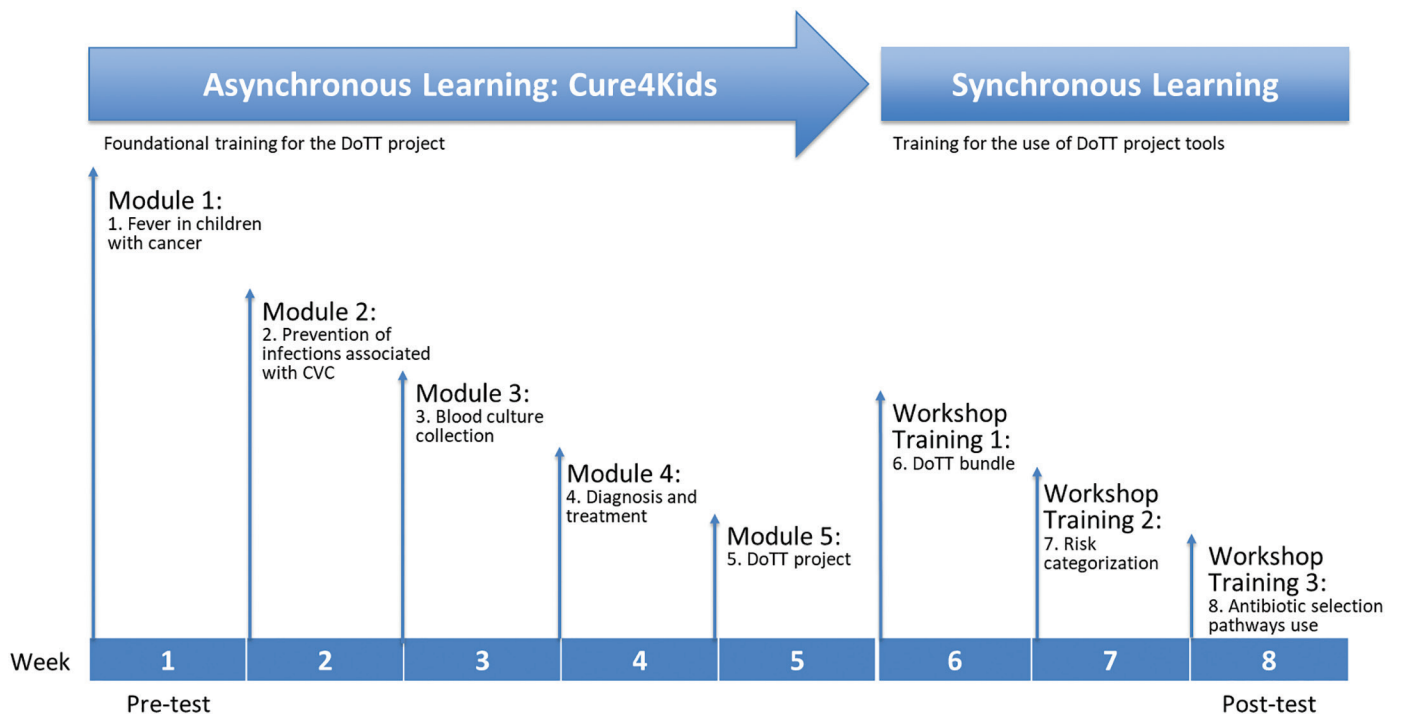 Asynchronous Learning: Cure4Kids
Synchronous Learning
Foundational training for the DoTT project
Training for the use of DoTT project tools
Module 1:
1. Fever in children
with cancer
Module 2:
2. Prevention of
infections associated
with CVC
Module 3:
3. Blood culture
collection
Module 4:
4. Diagnosis and
treatment
Module 5:
5. DoTT project
Workshop
Training 1:
6. DoTT bundle
Workshop
Training 2:
7. Risk
categorization
Workshop
Training 3:
8. Antibiotic selection
pathways use
Week 1 2 3 4 5 6 7 8
Pre-test
Post-test